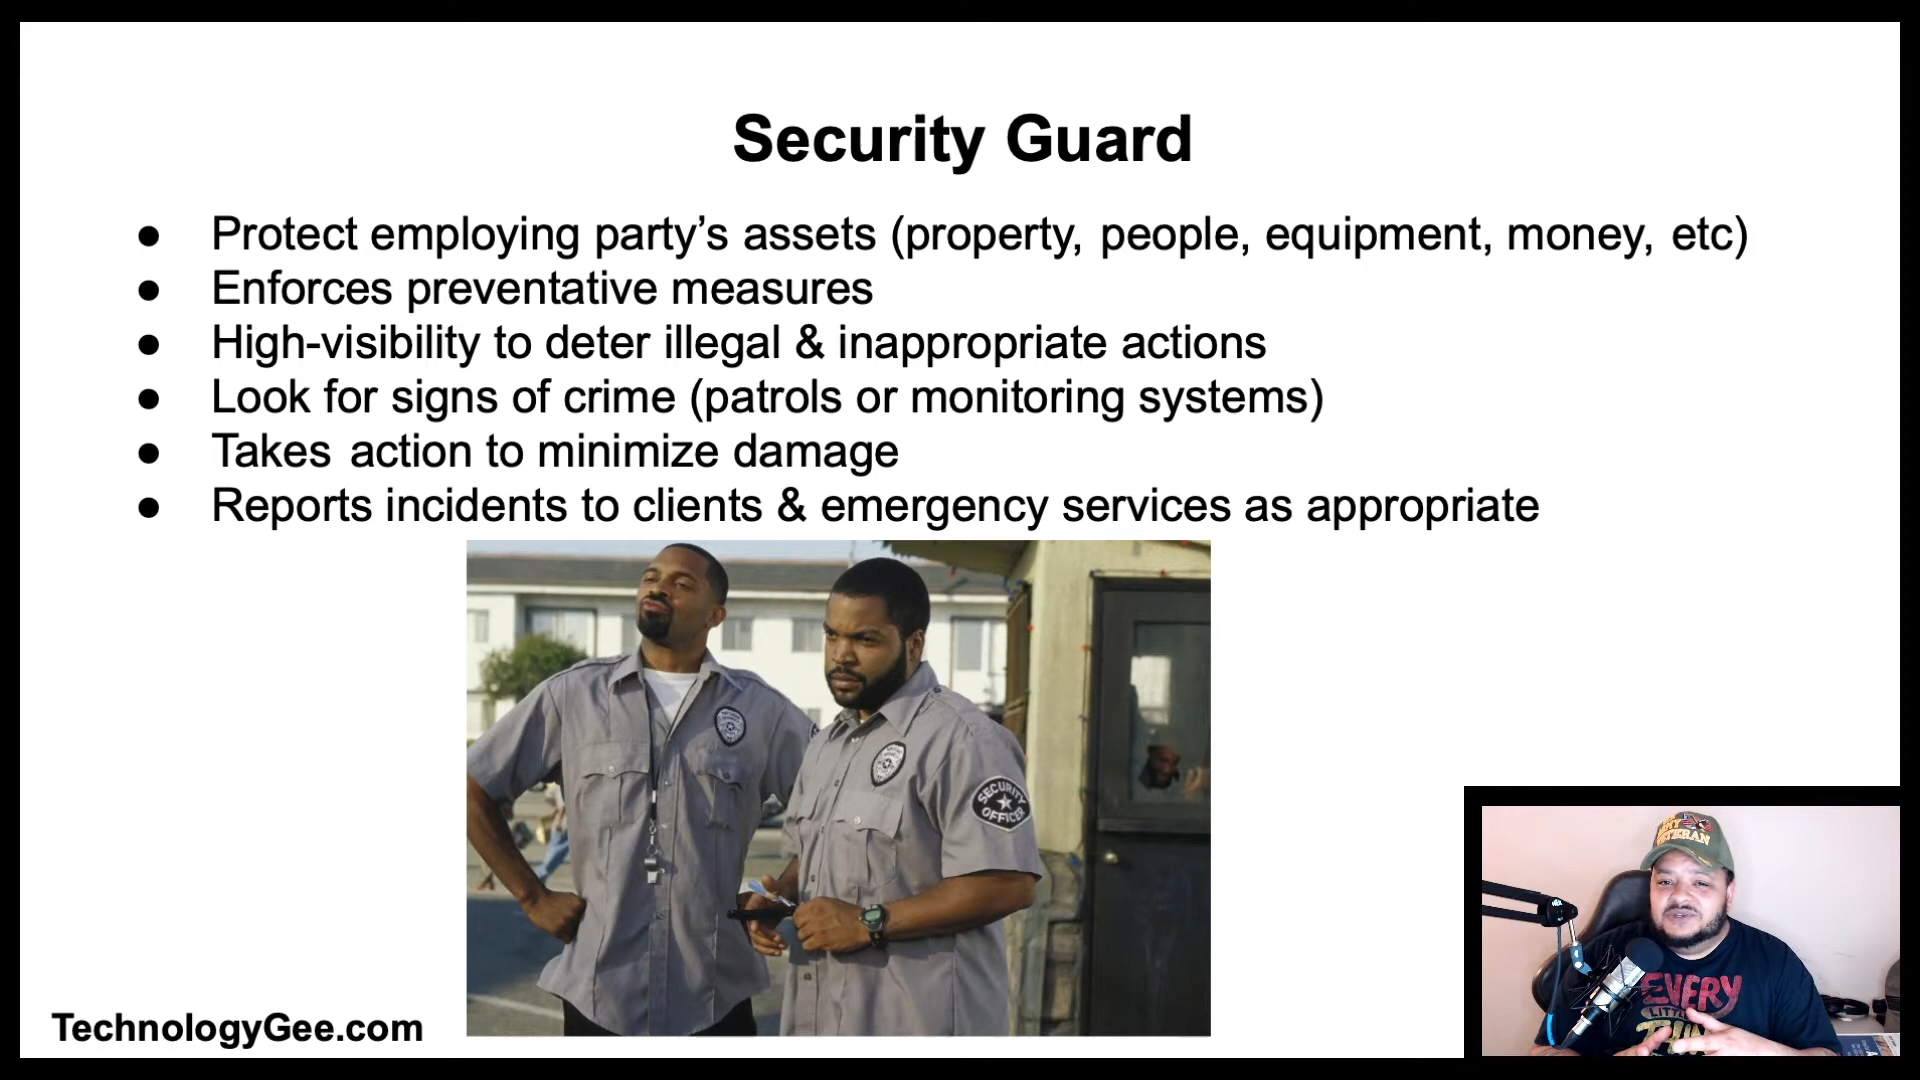 Security Guard
● Protect employing party’s assets (property, people, equipment, money, etc)
● Enforces preventative measures
● High-visibility to deter illegal & inappropriate actions
● Look for signs of crime (patrols or monitoring systems)
● Takes action to minimize damage
● Reports incidents to clients & emergency services as appropriate
SECURITY
OFFICER
VETERAN
EVERY
TechnologyGee.com